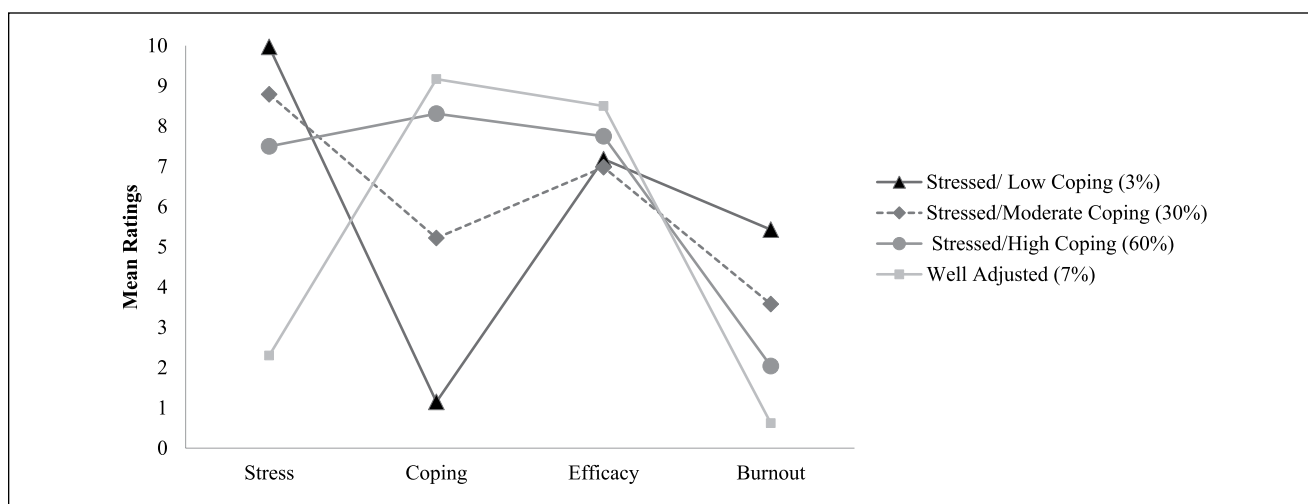 10
9
8
7
6
5
4
3
2
1
0
Mean Ratings
Stress
Coping
Efficacy
Burnout
Stressed/ Low Coping (3%)
Stressed/Moderate Coping (30%)
Stressed/High Coping (60%)
Well Adjusted (7%)